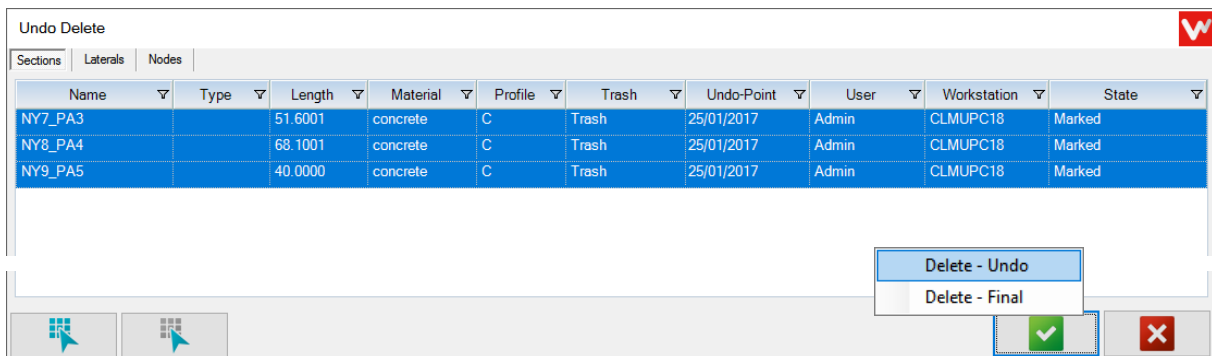 Undo Delete
Sections Laterals Nodes
Name Type Length Material Profile Trash Undo-Point User Workstation State
NY7_PA3 51.6001 concrete C Trash 25/01/2017 Admin CLMUPC18 Marked
NY8_PA4 68.1001 concrete C Trash 25/01/2017 Admin CLMUPC18 Marked
NY9_PA5 40.0000 concrete C Trash 25/01/2017 Admin CLMUPC18 Marked
Delete - Undo
Delete - Final